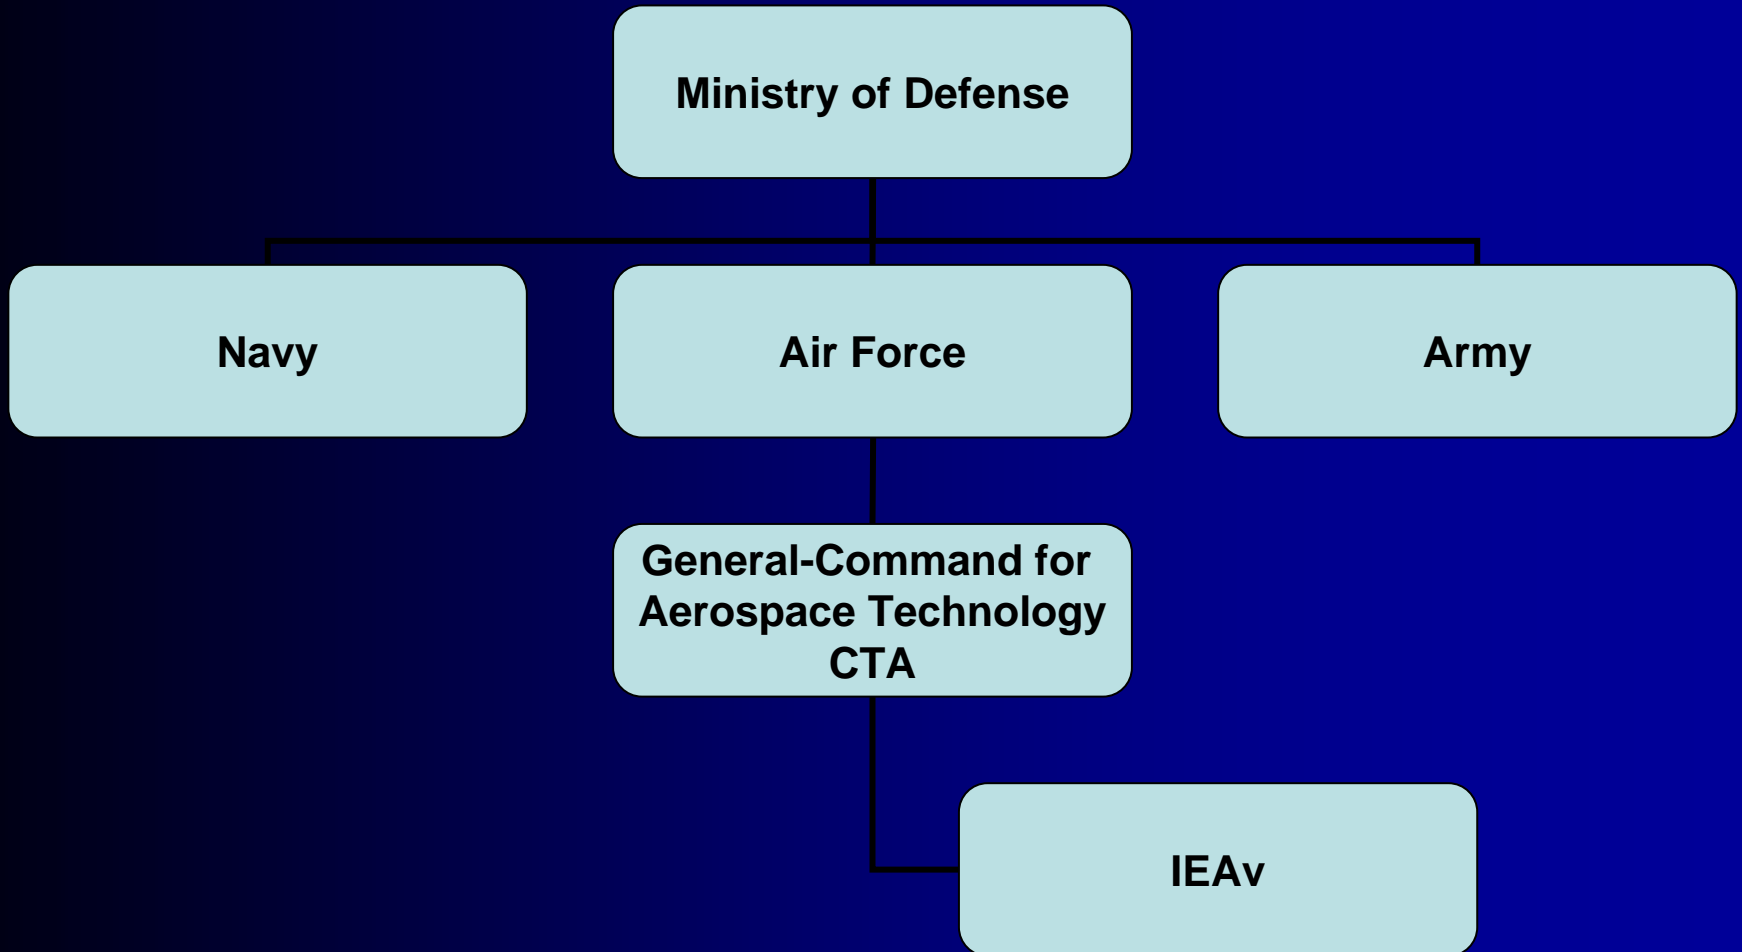 Ministry of Defense
Navy
Air Force
Army
General-Command for
Aerospace Technology
CTA
IEAv